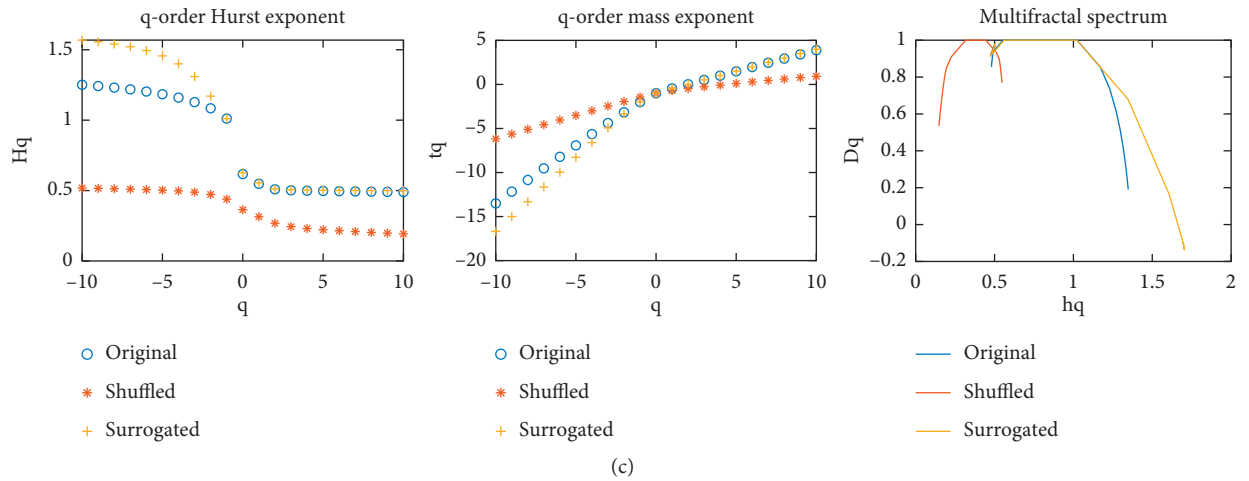 q-order Hurst exponent
1.5
1
0.5
0
Hq
−10
−5
0
5
10
q
Original
Shuffled
Surrogated
q-order mass exponent
5
0
−5
−10
−15
−20
tq
−10
−5
0
5
10
q
Original
Shuffled
Surrogated
Multifractal spectrum
1
0.8
0.6
0.4
0.2
0
−0.2
Dq
0
0.5
1
1.5
2
hq
Original
Shuffled
Surrogated
(c)